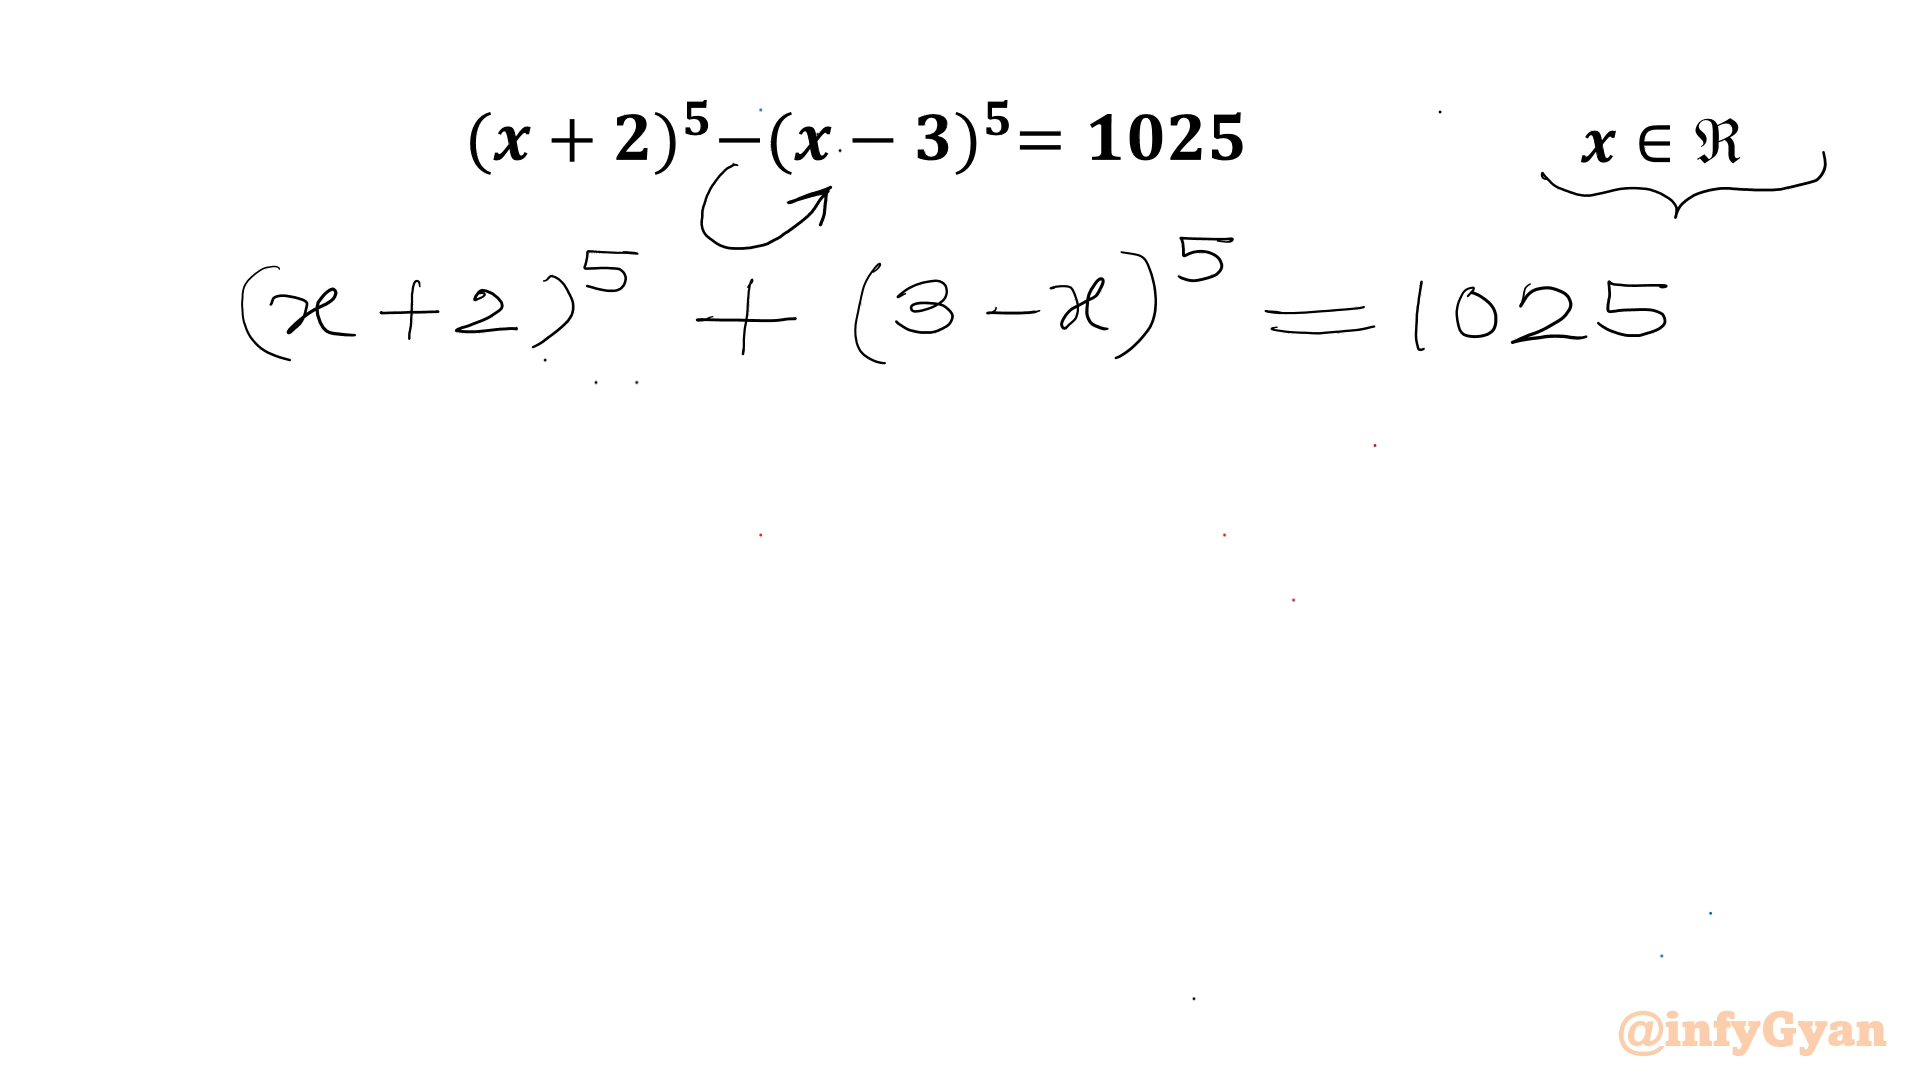 (x + 2)⁵−(x − 3)⁵= 1025 x ∈ ℜ
(x + 2)⁵ + (3 − x)⁵ = 1025
@infyGyan